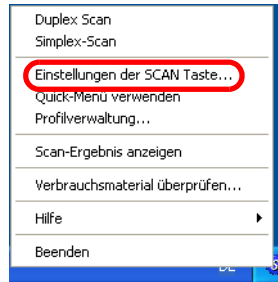 Duplex Scan
Simplex-Scan
Einstellungen der SCAN Taste...
Quick-Menü verwenden
Profilverwaltung...
Scan-Ergebnis anzeigen
Verbrauchsmaterial überprüfen...
Hilfe
Beenden